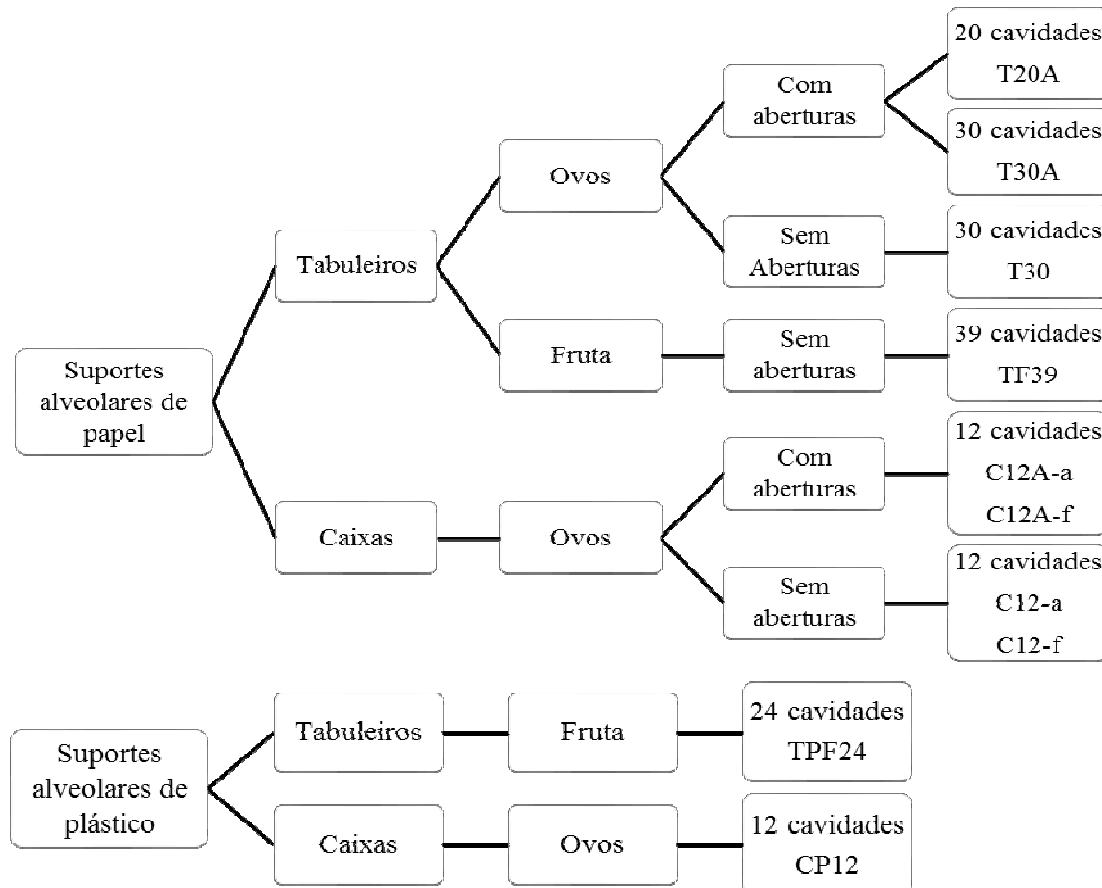 Suportes
alveolares de
papel
Tabuleiros
Ovos
Com
aberturas
20 cavidades
T20A
30 cavidades
T30A
Sem
Aberturas
30 cavidades
T30
Fruta
Sem
aberturas
39 cavidades
TF39
Caixas
Ovos
Com
aberturas
12 cavidades
C12A-a
C12A-f
Sem
aberturas
12 cavidades
C12-a
C12-f
Suportes
alveolares de
plástico
Tabuleiros
Fruta
24 cavidades
TPF24
Caixas
Ovos
12 cavidades
CP12